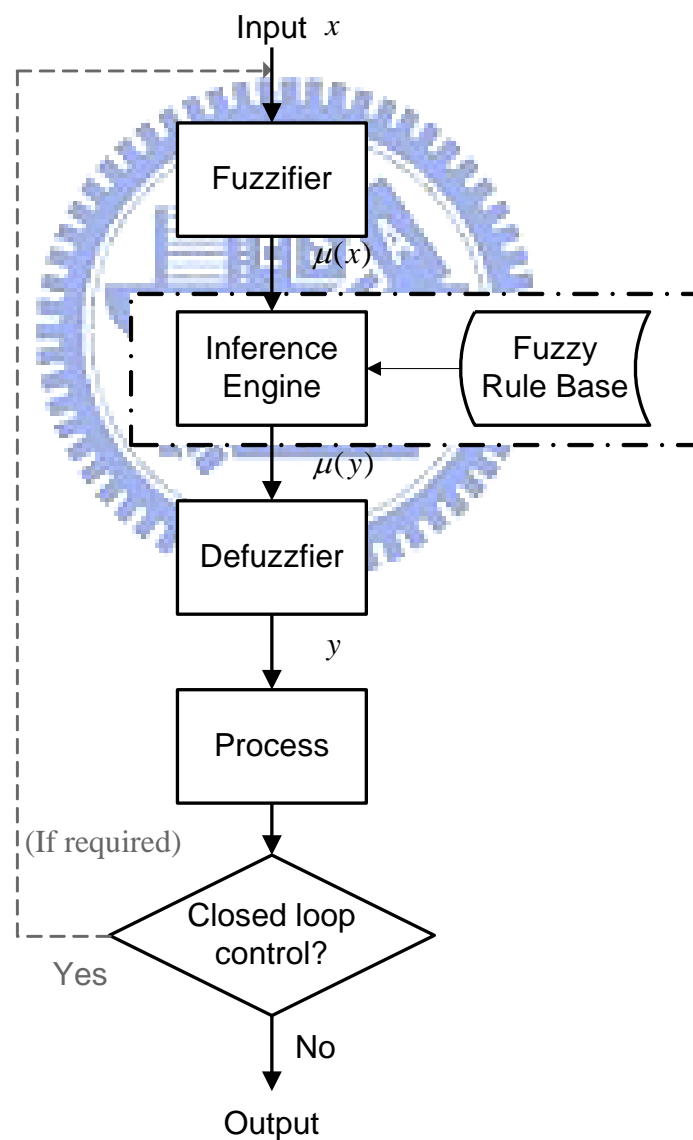 Input x
Fuzzifier
μ(x)
Inference
Engine
Fuzzy
Rule Base
μ(y)
Defuzzfier
y
Process
(If required)
Closed loop
control?
Yes
No
Output